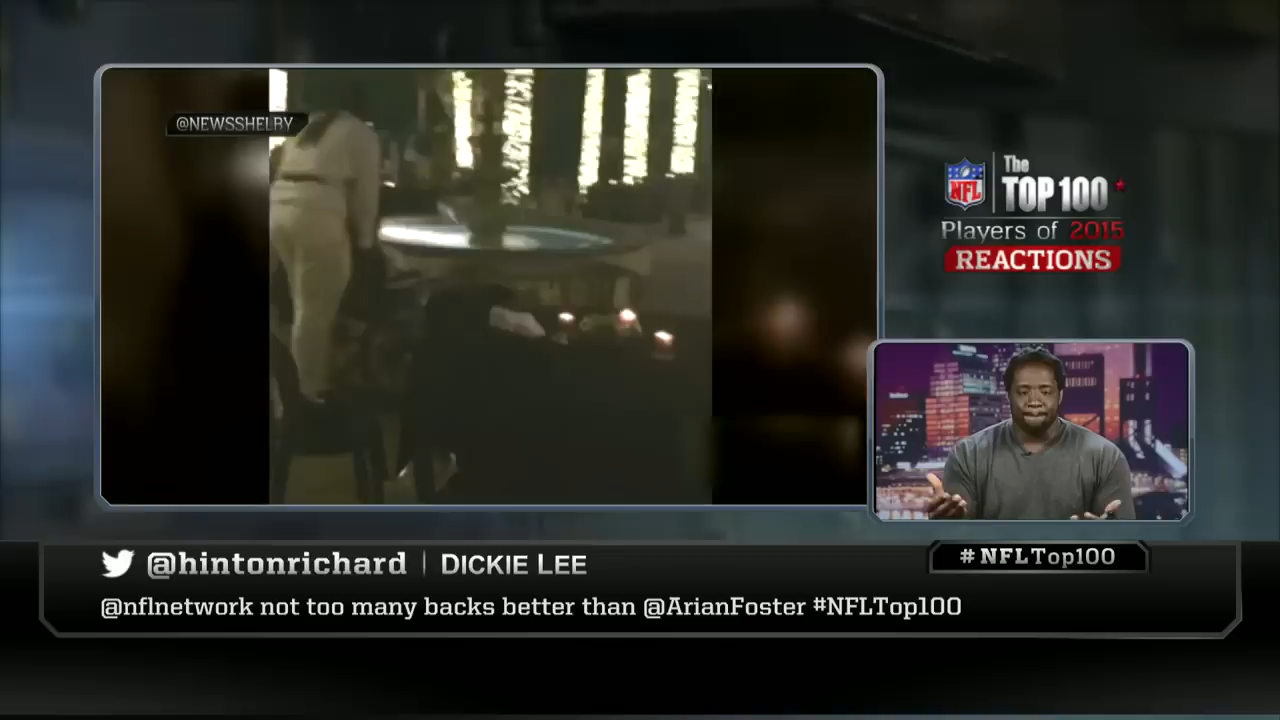 @NEWSSHELBY
NFL
The
TOP 100
Players of 2015
REACTIONS
@hintonrichard | DICKIE LEE
#NFLTop100
@nflnetwork not too many backs better than @ArianFoster #NFLTop100